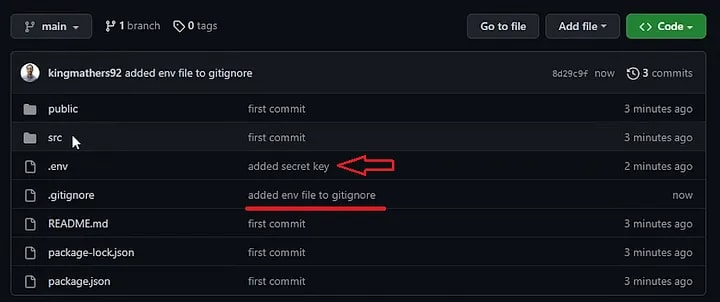 main 1 branch 0 tags Go to file Add file <> Code
kingmathers92 added env file to gitignore 8d29c9f now 3 commits
public first commit 3 minutes ago
src first commit 3 minutes ago
.env added secret key 2 minutes ago
.gitignore added env file to gitignore now
README.md first commit 3 minutes ago
package-lock.json first commit 3 minutes ago
package.json first commit 3 minutes ago